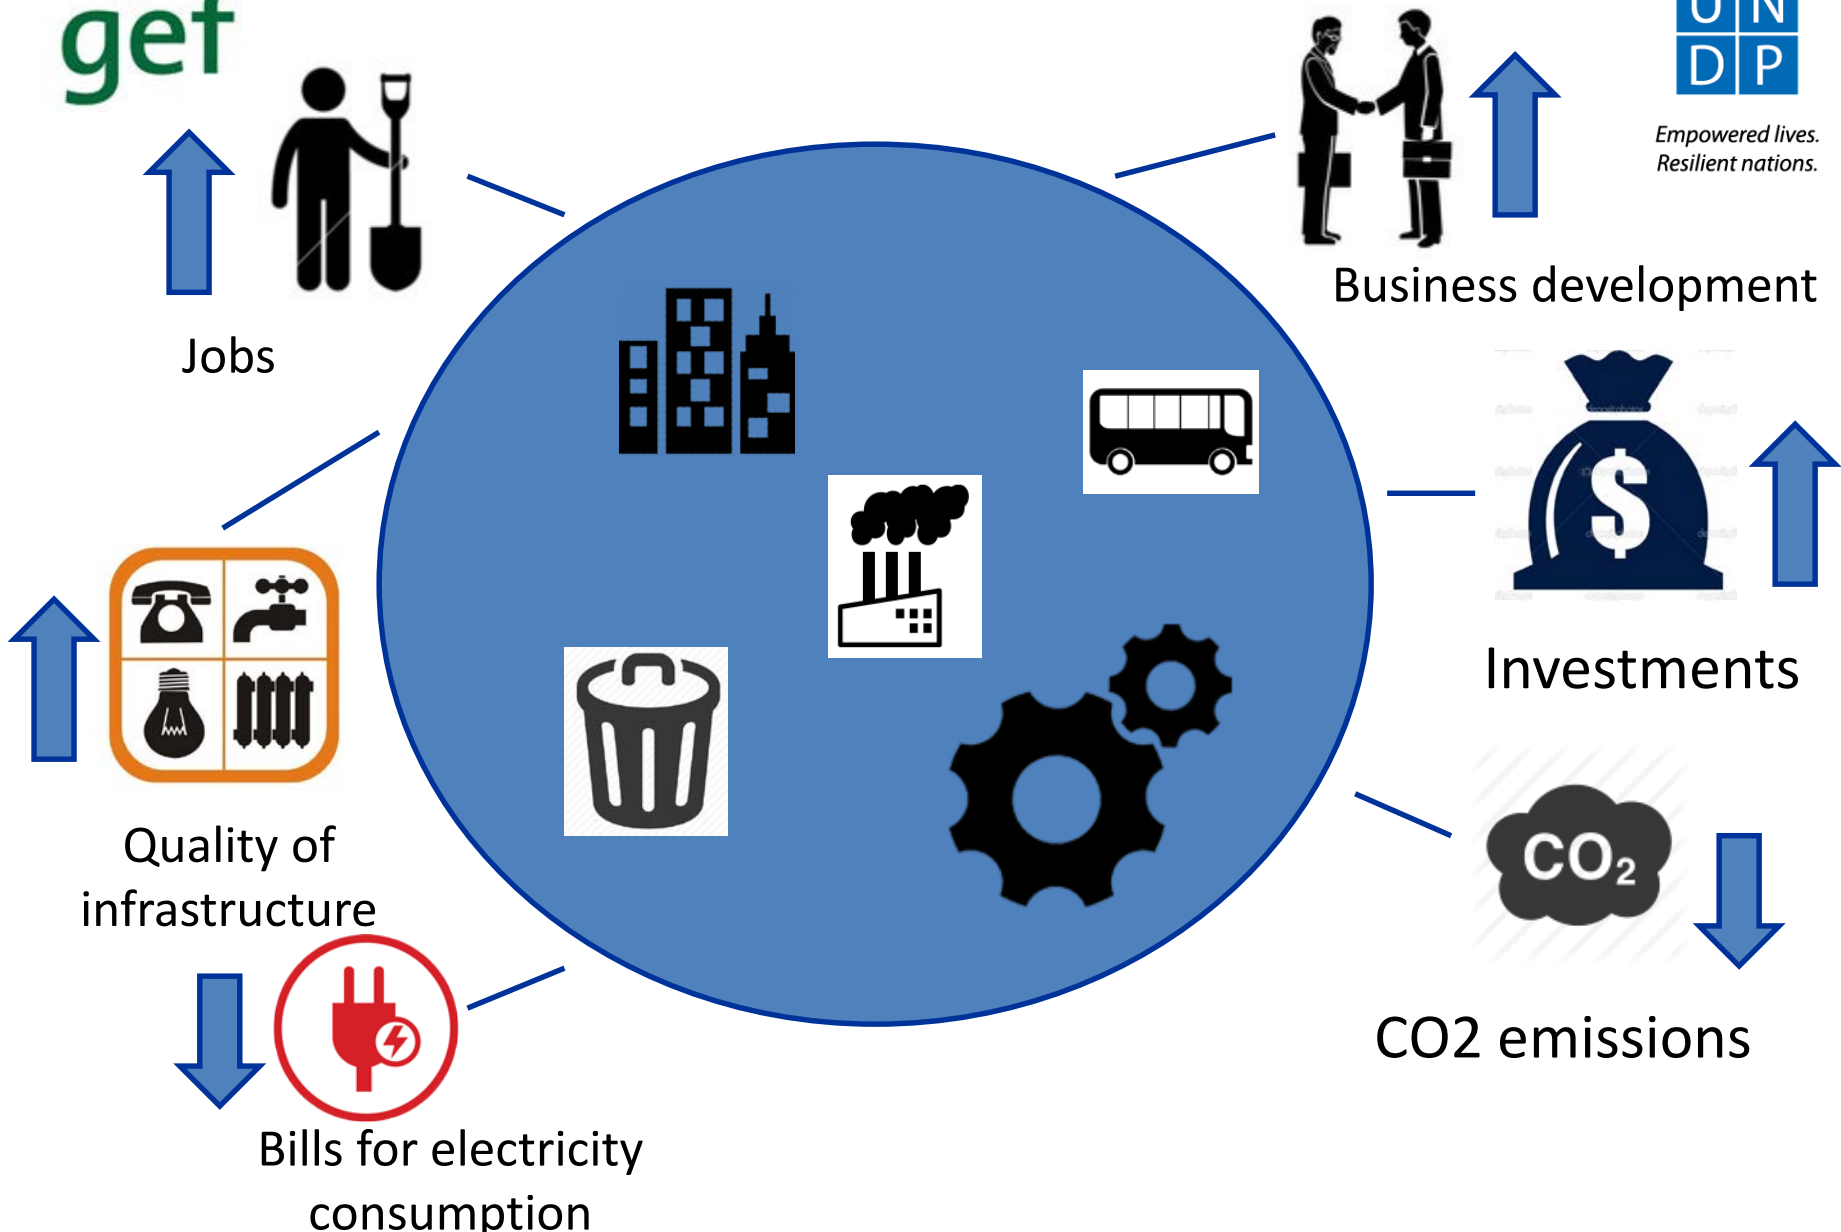 gef
U N
D P
Empowered lives.
Resilient nations.
Jobs
Business development
$
Investments
Quality of
infrastructure
CO₂
CO2 emissions
Bills for electricity
consumption